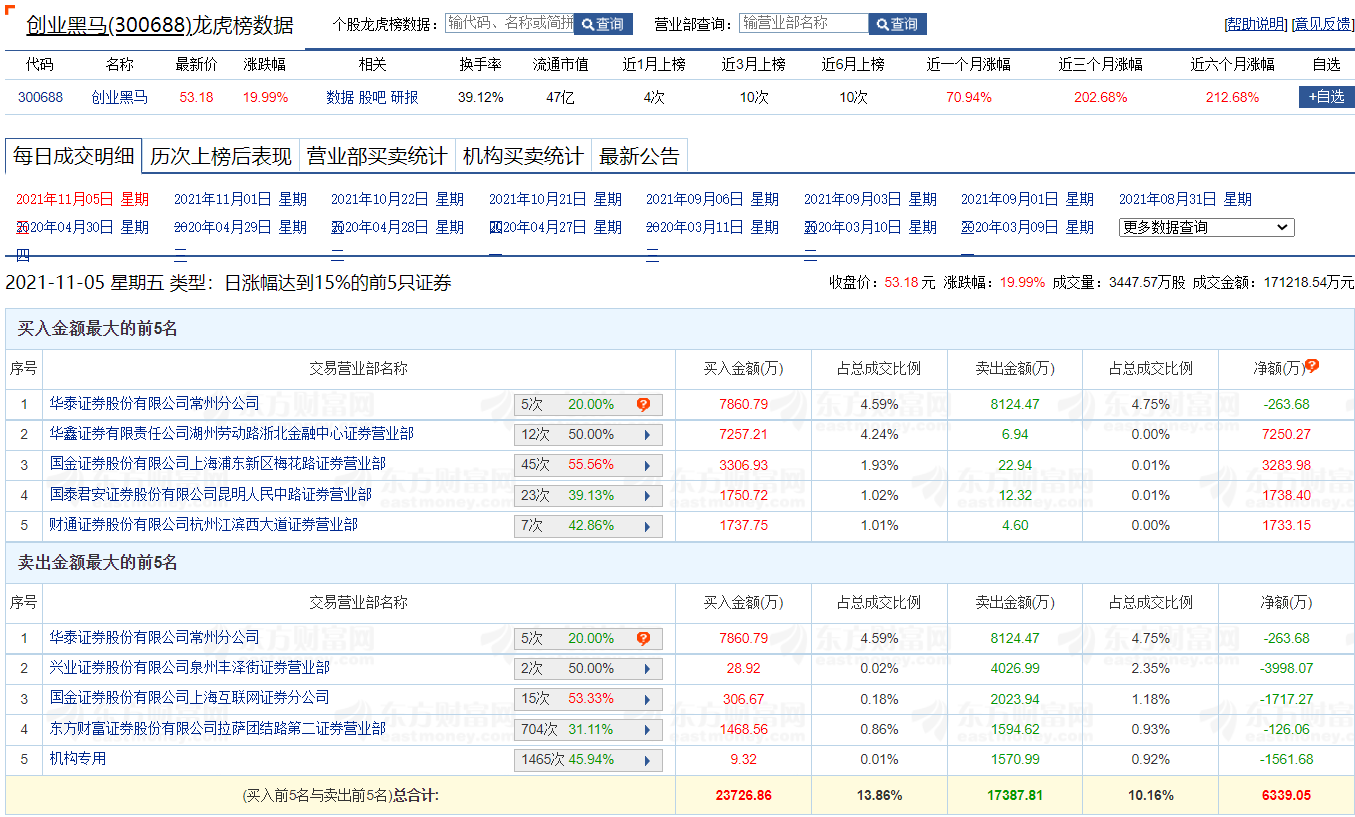 创业黑马(300688)龙虎榜数据 个股龙虎榜数据： 输代码、名称或简拼 查询 营业部查询： 输营业部名称 查询 [帮助说明] [意见反馈]
代码 名称 最新价 涨跌幅 相关 换手率 流通市值 近1月上榜 近3月上榜 近6月上榜 近一个月涨幅 近三个月涨幅 近六个月涨幅 自选
300688 创业黑马 53.18 19.99% 数据 股吧 研报 39.12% 47亿 4次 10次 10次 70.94% 202.68% 212.68% +自选
每日成交明细 历次上榜后表现 营业部买卖统计 机构买卖统计 最新公告
2021年11月05日 星期 2021年11月01日 星期 2021年10月22日 星期 2021年10月21日 星期 2021年09月06日 星期 2021年09月03日 星期 2021年09月01日 星期 2021年08月31日 星期
2020年04月30日 星期 2020年04月29日 星期 2020年04月28日 星期 2020年04月27日 星期 2020年03月11日 星期 2020年03月10日 星期 2020年03月09日 星期 更多数据查询
四 三 二 一 三 二 一
2021-11-05 星期五 类型：日涨幅达到15%的前5只证券 收盘价：53.18 元 涨跌幅：19.99% 成交量：3447.57万股 成交金额：171218.54万元
买入金额最大的前5名
序号 交易营业部名称 买入金额(万) 占总成交比例 卖出金额(万) 占总成交比例 净额(万)
1 华泰证券股份有限公司常州分公司 5次 20.00% 7860.79 4.59% 8124.47 4.75% -263.68
2 华鑫证券有限责任公司湖州劳动路浙北金融中心证券营业部 12次 50.00% 7257.21 4.24% 6.94 0.00% 7250.27
3 国金证券股份有限公司上海浦东新区梅花路证券营业部 45次 55.56% 3306.93 1.93% 22.94 0.01% 3283.98
4 国泰君安证券股份有限公司昆明人民中路证券营业部 23次 39.13% 1750.72 1.02% 12.32 0.01% 1738.40
5 财通证券股份有限公司杭州江滨西大道证券营业部 7次 42.86% 1737.75 1.01% 4.60 0.00% 1733.15
卖出金额最大的前5名
序号 交易营业部名称 买入金额(万) 占总成交比例 卖出金额(万) 占总成交比例 净额(万)
1 华泰证券股份有限公司常州分公司 5次 20.00% 7860.79 4.59% 8124.47 4.75% -263.68
2 兴业证券股份有限公司泉州丰泽街证券营业部 2次 50.00% 28.92 0.02% 4026.99 2.35% -3998.07
3 国金证券股份有限公司上海互联网证券分公司 15次 53.33% 306.67 0.18% 2023.94 1.18% -1717.27
4 东方财富证券股份有限公司拉萨团结路第二证券营业部 704次 31.11% 1468.56 0.86% 1594.62 0.93% -126.06
5 机构专用 1465次 45.94% 9.32 0.01% 1570.99 0.92% -1561.68
(买入前5名与卖出前5名)总合计: 23726.86 13.86% 17387.81 10.16% 6339.05